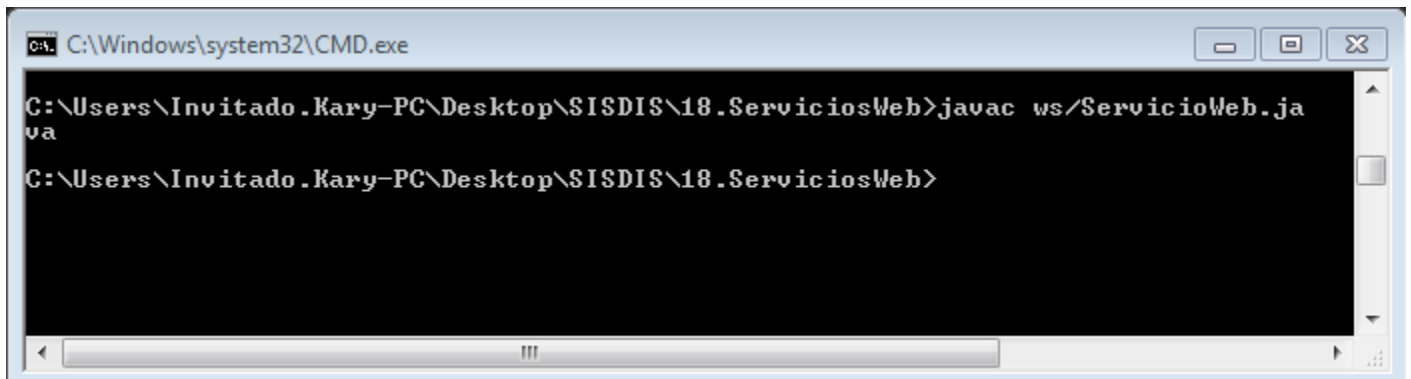 C:\Windows\system32\CMD.exe
C:\Users\Invitado.Kary-PC\Desktop\SISDIS\18.ServiciosWeb>javac ws/ServicioWeb.ja
va
C:\Users\Invitado.Kary-PC\Desktop\SISDIS\18.ServiciosWeb>